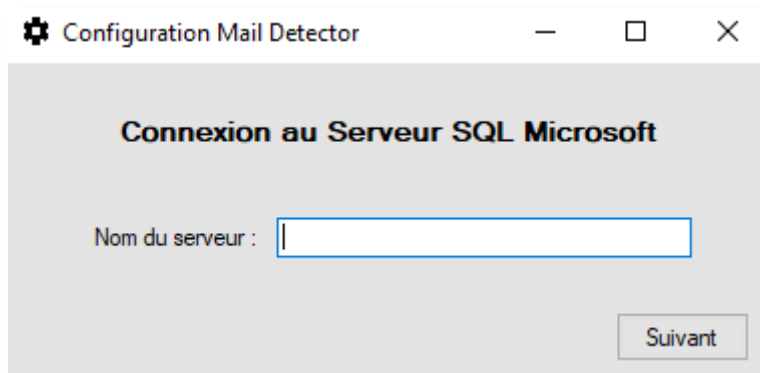 Configuration Mail Detector
Connexion au Serveur SQL Microsoft
Nom du serveur :
Suivant